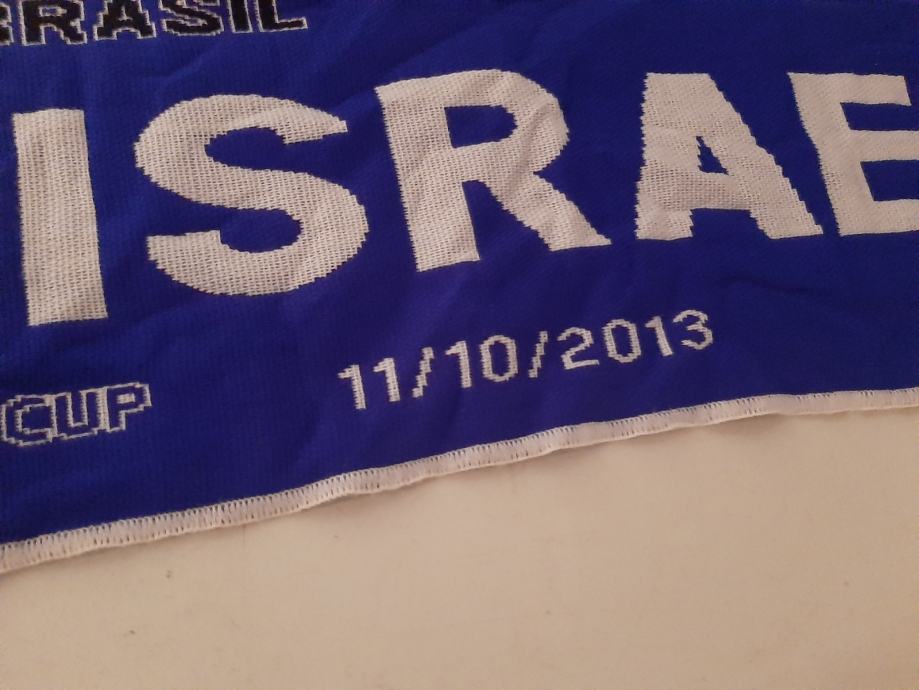 BRASIL
ISRAE
11/10/2013
CUP